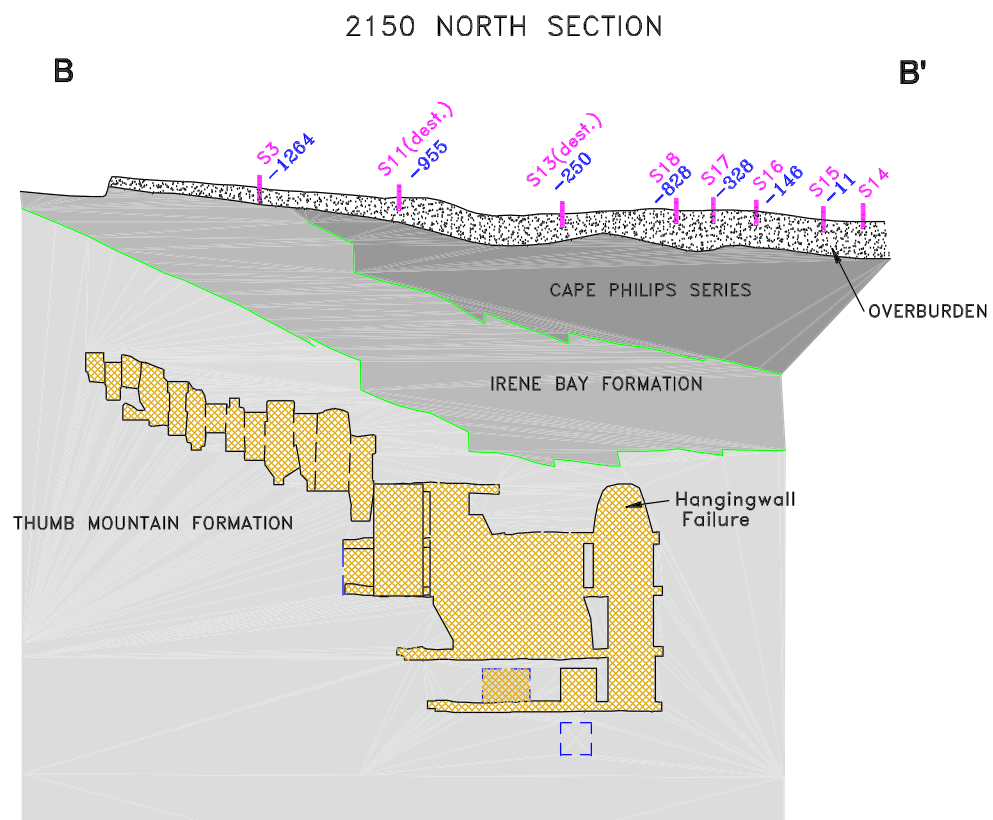 2150 NORTH SECTION
B
B'
S3
-1264
S11(dest.)
-955
S13(dest.)
-250
S18
-828
S17
-328
S16
-146
S15
-11
S14
CAPE PHILIPS SERIES
OVERBURDEN
IRENE BAY FORMATION
Hangingwall
Failure
THUMB MOUNTAIN FORMATION